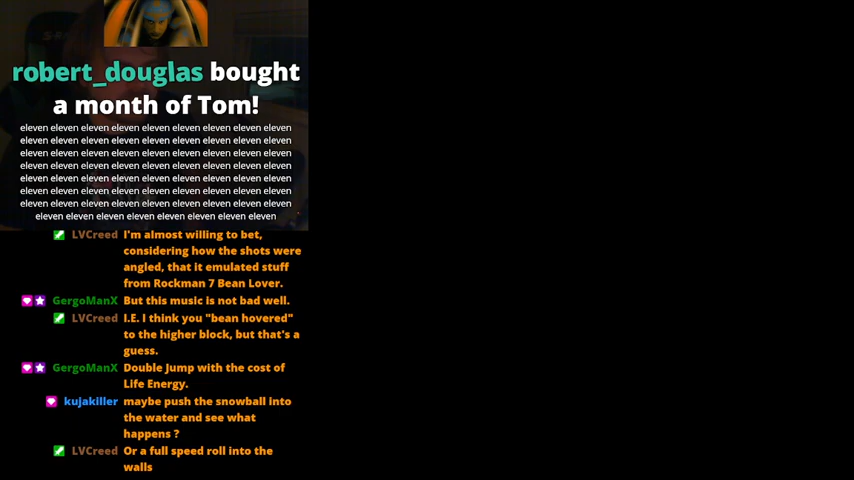 robert_douglas bought
a month of Tom!
eleven eleven eleven eleven eleven eleven eleven eleven eleven
eleven eleven eleven eleven eleven eleven eleven eleven eleven
eleven eleven eleven eleven eleven eleven eleven eleven eleven
eleven eleven eleven eleven eleven eleven eleven eleven eleven
eleven eleven eleven eleven eleven eleven eleven eleven eleven
eleven eleven eleven eleven eleven eleven eleven eleven eleven
eleven eleven eleven eleven eleven eleven eleven eleven eleven
eleven eleven eleven eleven eleven eleven eleven eleven
LVCreed I'm almost willing to bet,
considering how the shots were
angled, that it emulated stuff
from Rockman 7 Bean Lover.
GergoManX But this music is not bad well.
LVCreed I.E. I think you "bean hovered"
to the higher block, but that's a
guess.
GergoManX Double Jump with the cost of
Life Energy.
kujakiller maybe push the snowball into
the water and see what
happens ?
LVCreed Or a full speed roll into the
walls